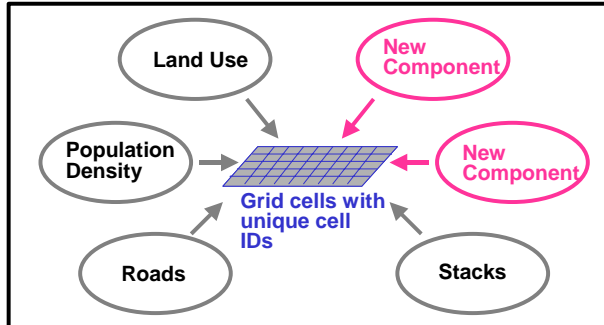 Land Use
New
Component
Population
Density
New
Component
Grid cells with
unique cell
IDs
Roads
Stacks